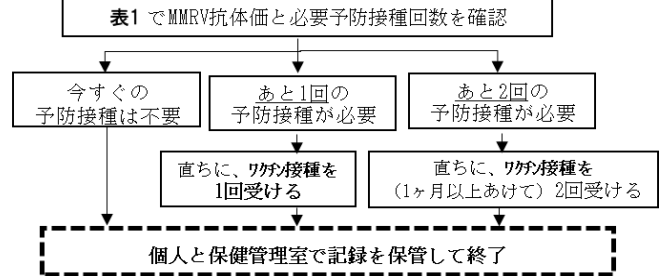 表1 でMMRV抗体価と必要予防接種回数を確認
今すぐの
予防接種は不要
あと1回の
予防接種が必要
あと2回の
予防接種が必要
直ちに、ワクチン接種を
1回受ける
直ちに、ワクチン接種を
(1ヶ月以上あけて) 2回受ける
個人と保健管理室で記録を保管して終了